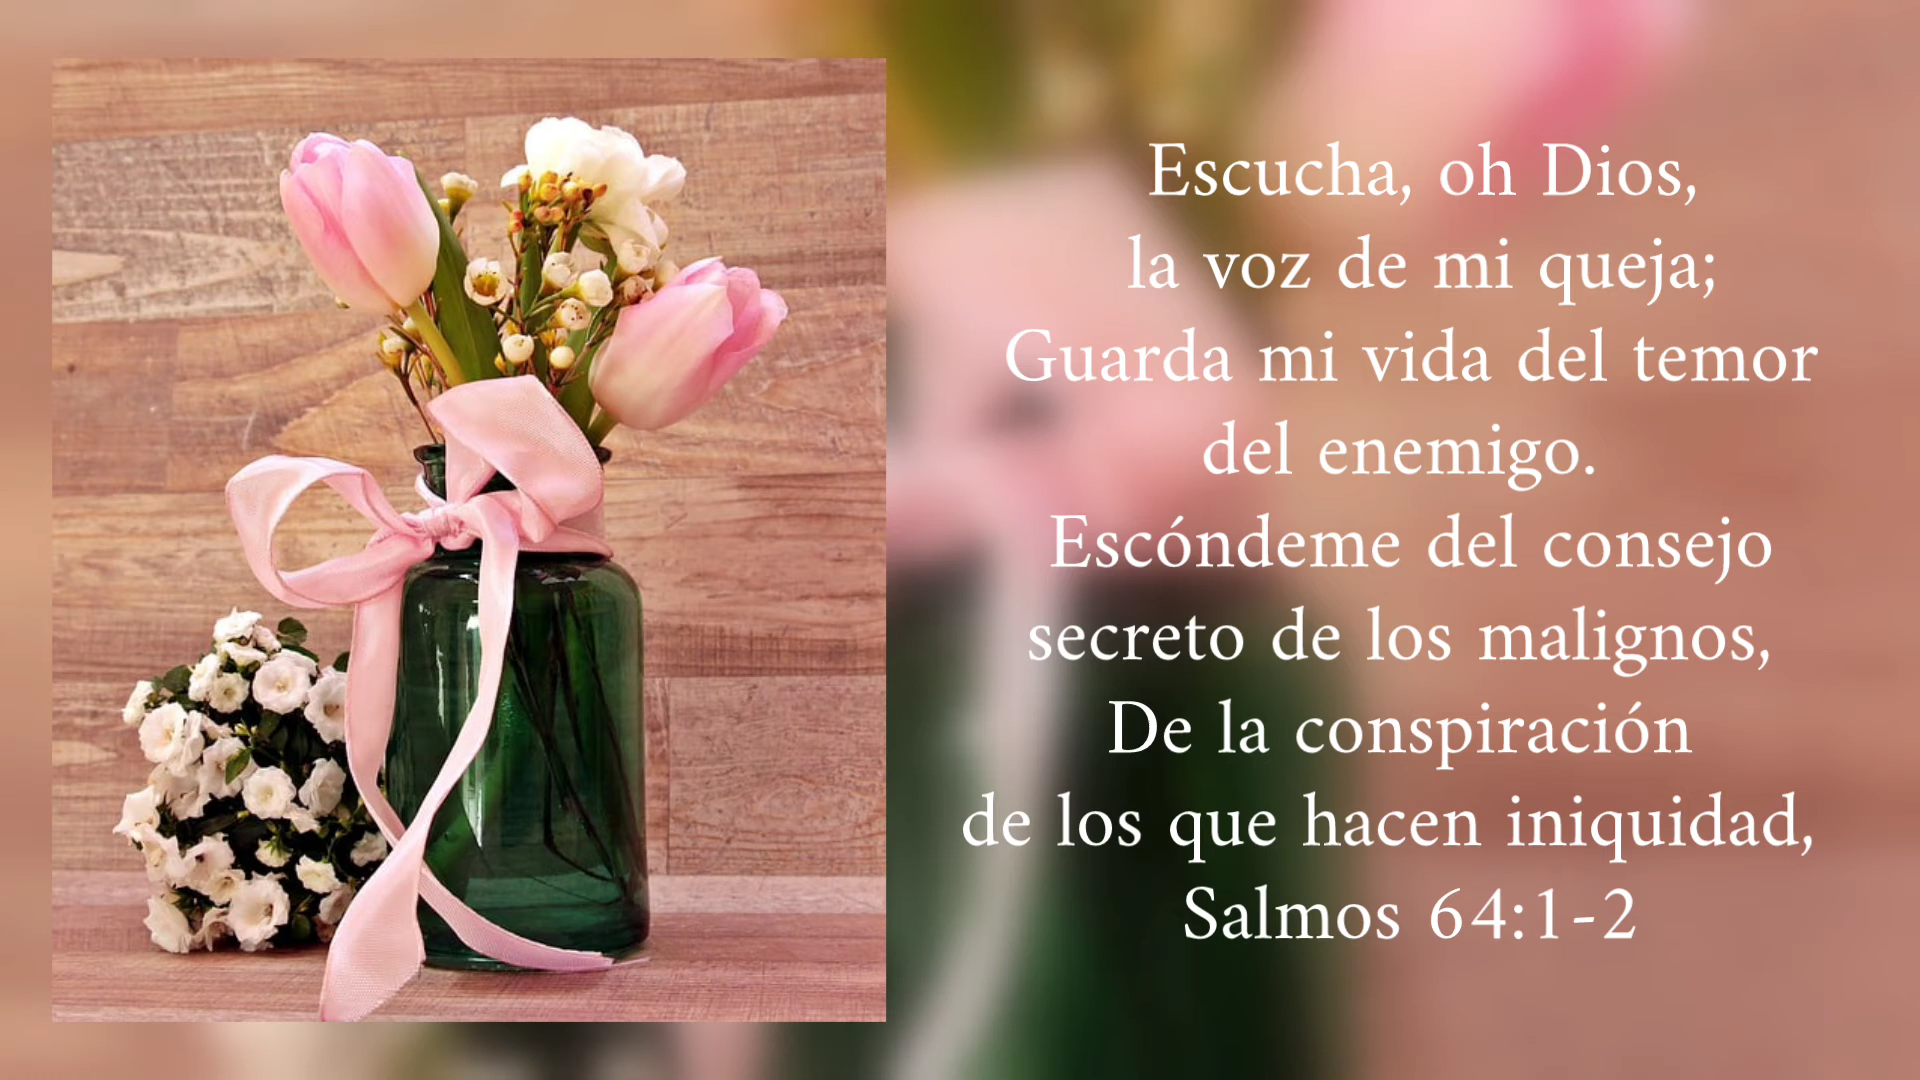 Escucha, oh Dios,
la voz de mi queja;
Guarda mi vida del temor
del enemigo.
Escóndeme del consejo
secreto de los malignos,
De la conspiración
de los que hacen iniquidad,
Salmos 64:1-2